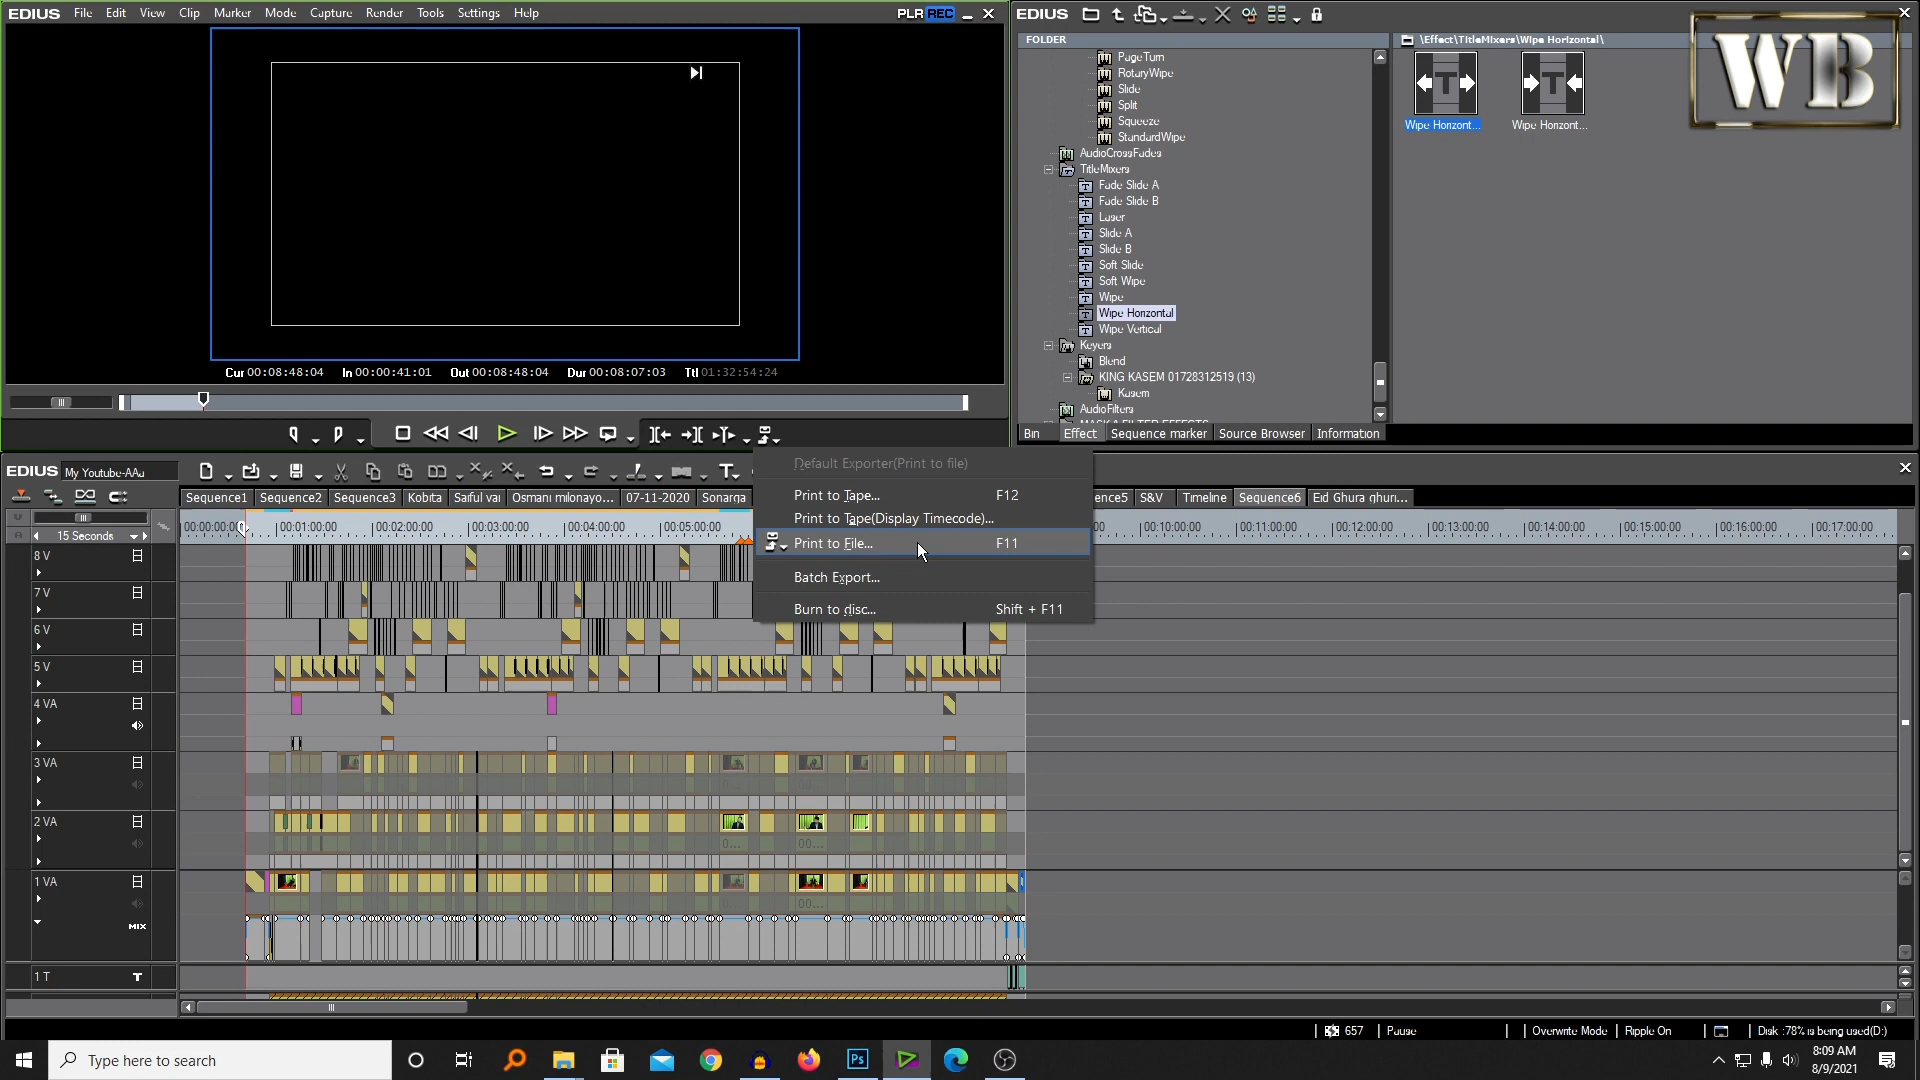 EDIUS File Edit View Clip Marker Mode Capture Render Tools Settings Help PLR REC
Cur 00:08:48:04 In 00:00:41:01 Out 00:08:48:04 Dur 00:08:07:03 Ttl 01:32:54:24
EDIUS
FOLDER
PageTurn
RotaryWipe
Slide
Split
Squeeze
StandardWipe
AudioCrossFades
TitleMixers
Fade Slide A
Fade Slide B
Laser
Slide A
Slide B
Soft Slide
Soft Wipe
Wipe
Wipe Horizontal
Wipe Vertical
Keyers
Blend
KING KASEM 01728312519 (13)
Kasem
AudioFilters
Bin Effect Sequence marker Source Browser Information
\Effect\TitleMixers\Wipe Horizontal\
Wipe Horizont... Wipe Horizont...
WB
EDIUS My Youtube-AAa
Sequence1 Sequence2 Sequence3 Kobita Saiful vai Osmani milonayo... 07-11-2020 Sonarga ence5 S&V Timeline Sequence6 Eid Ghura ghuri...
Default Exporter(Print to file)
Print to Tape... F12
Print to Tape(Display Timecode)...
Print to File... F11
Batch Export...
Burn to disc... Shift + F11
15 Seconds
00:00:00:00 00:01:00:00 00:02:00:00 00:03:00:00 00:04:00:00 00:05:00:00 00 00:10:00:00 00:11:00:00 00:12:00:00 00:13:00:00 00:14:00:00 00:15:00:00 00:16:00:00 00:17:00:00
8 V
7 V
6 V
5 V
4 VA
3 VA
2 VA
0... 00...
1 VA
00...
MIX
1 T T
657 Pause Overwrite Mode Ripple On Disk :78% is being used(D:)
Type here to search
Ps
8:09 AM
8/9/2021